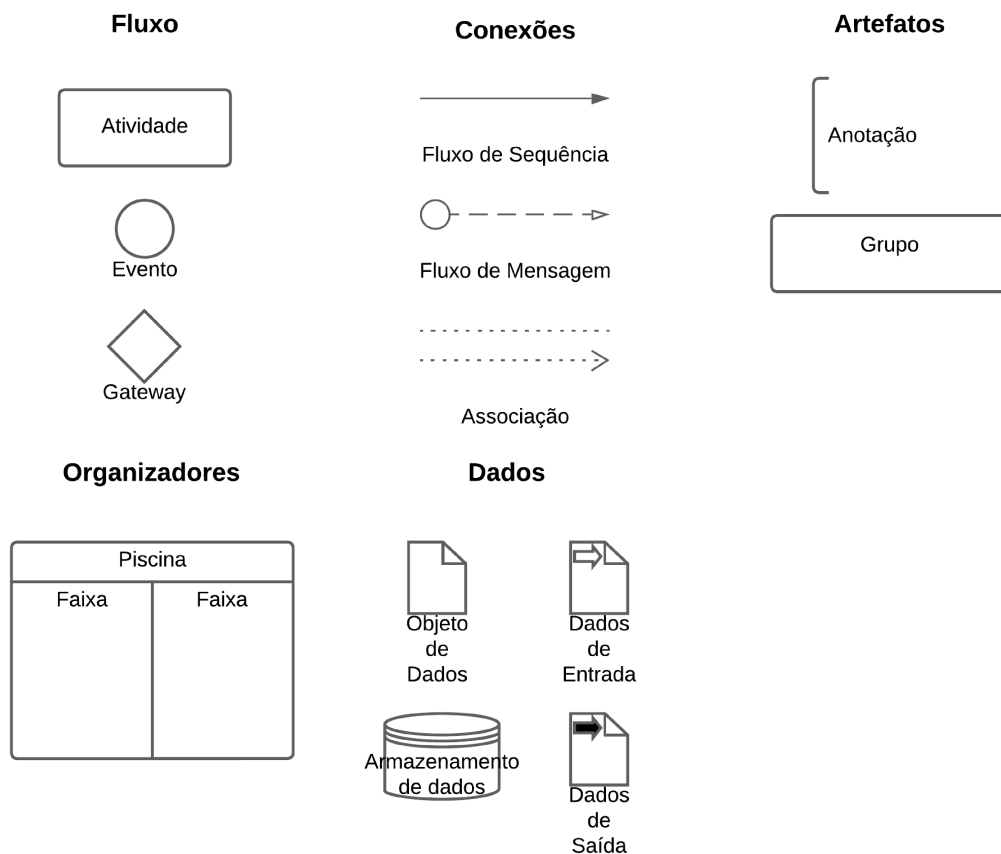 Fluxo
Conexões
Artefatos
Atividade
Evento
Gateway
Fluxo de Sequência
Fluxo de Mensagem
Associação
Anotação
Grupo
Organizadores
Dados
Piscina
Faixa
Faixa
Objeto
de
Dados
Dados
de
Entrada
Armazenamento
de dados
Dados
de
Saída